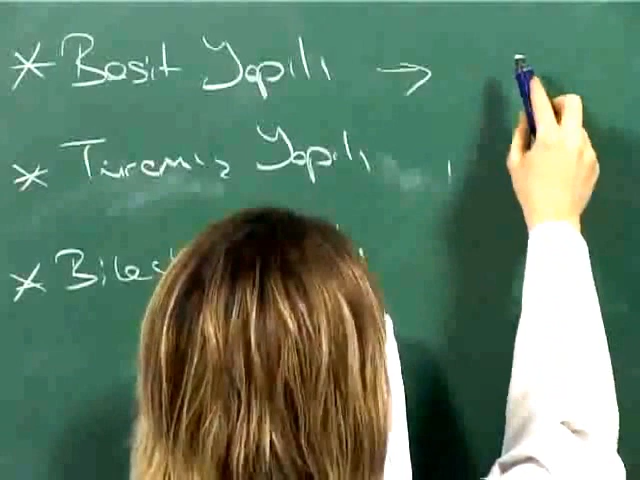 * Basit Yapılı →
* Türemiş Yapılı
*